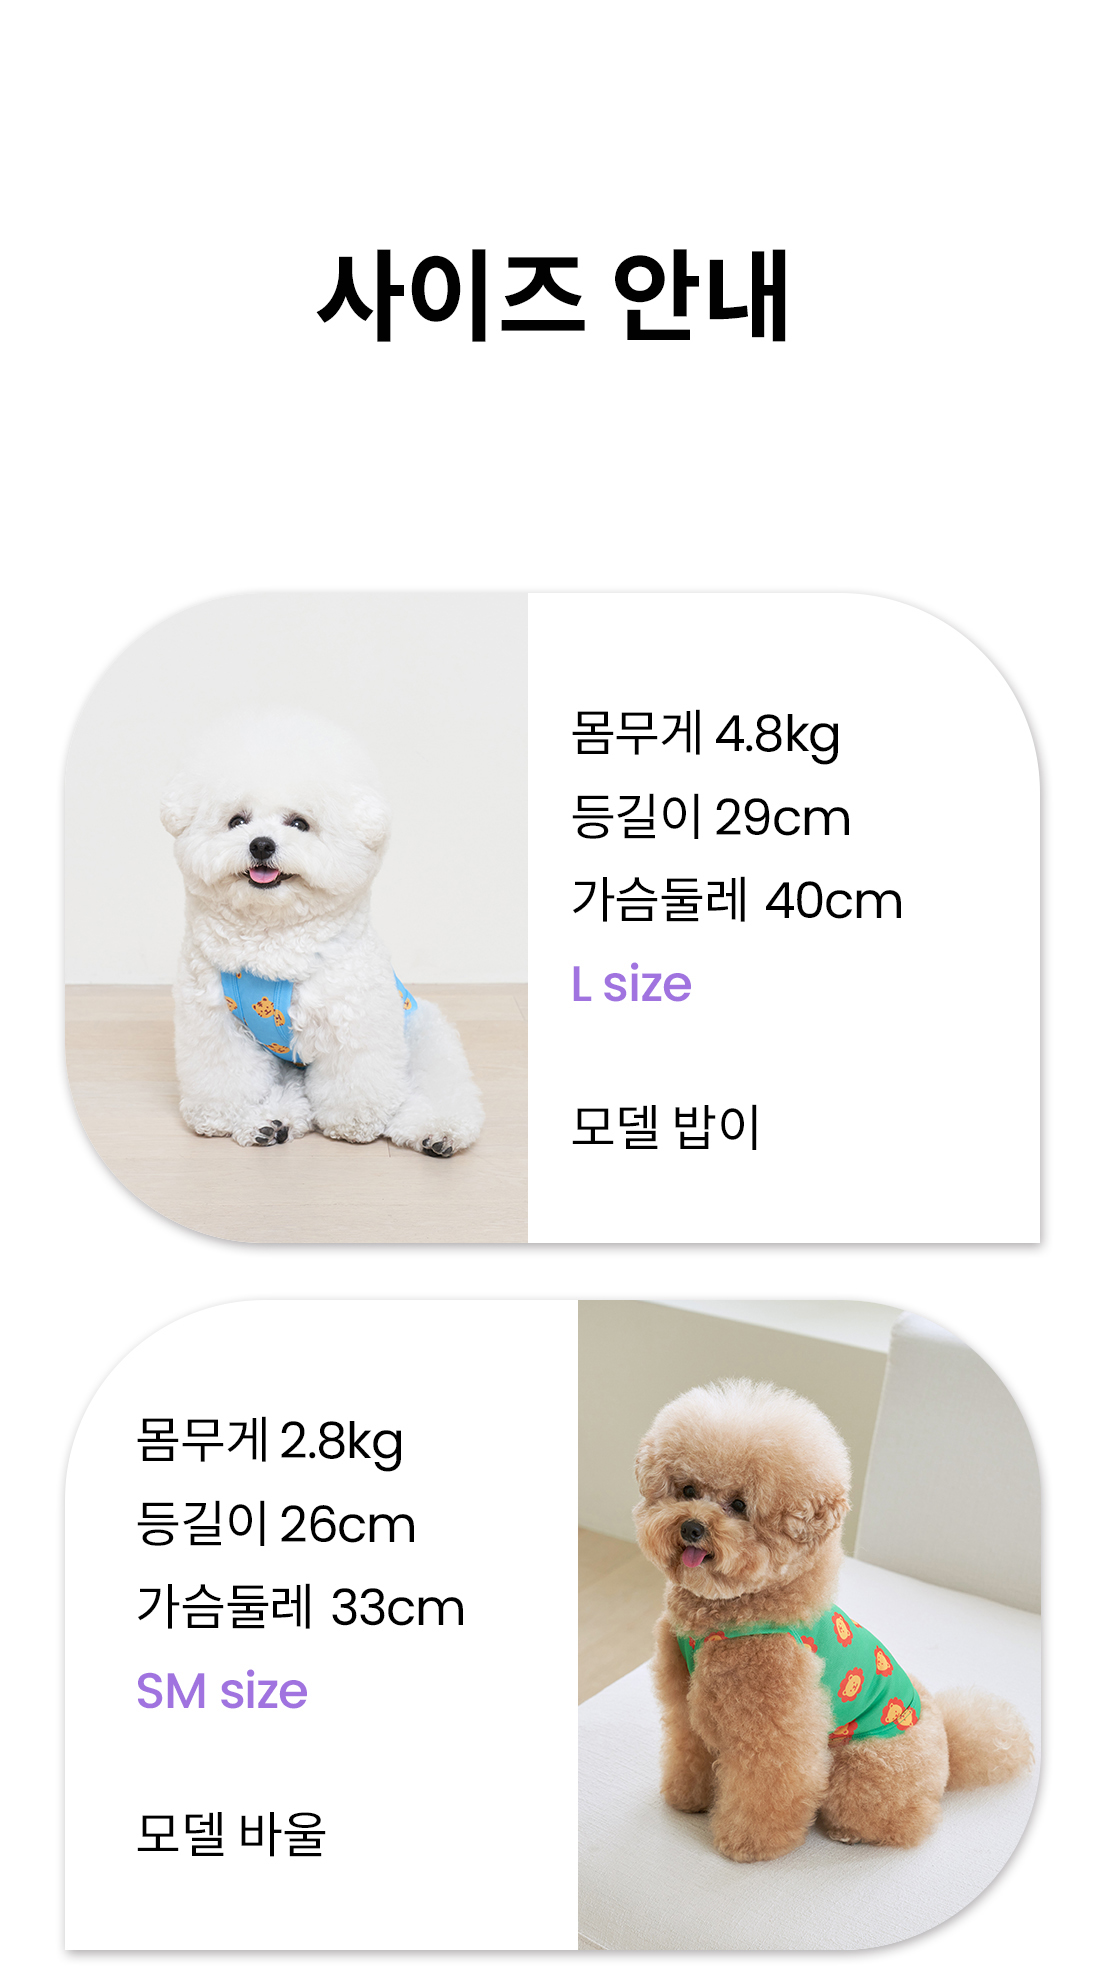 사이즈 안내
몸무게 4.8kg
등길이 29cm
가슴둘레 40cm
L size
모델 밥이
몸무게 2.8kg
등길이 26cm
가슴둘레 33cm
SM size
모델 바울